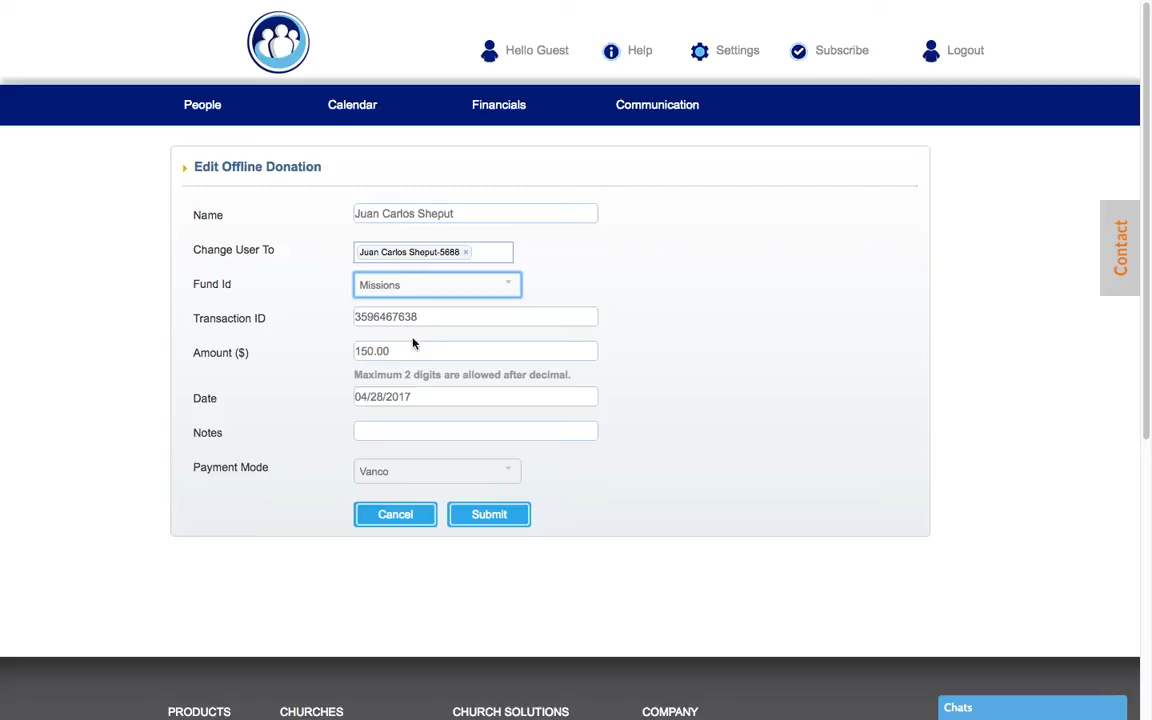 Hello Guest Help Settings Subscribe Logout
People Calendar Financials Communication
Edit Offline Donation
Name Juan Carlos Sheput
Change User To Juan Carlos Sheput-5688 ×
Fund Id Missions
Transaction ID 3596467638
Amount ($) 150.00
Maximum 2 digits are allowed after decimal.
Date 04/28/2017
Notes
Payment Mode Vanco
Cancel Submit
Contact
PRODUCTS CHURCHES CHURCH SOLUTIONS COMPANY
Chats